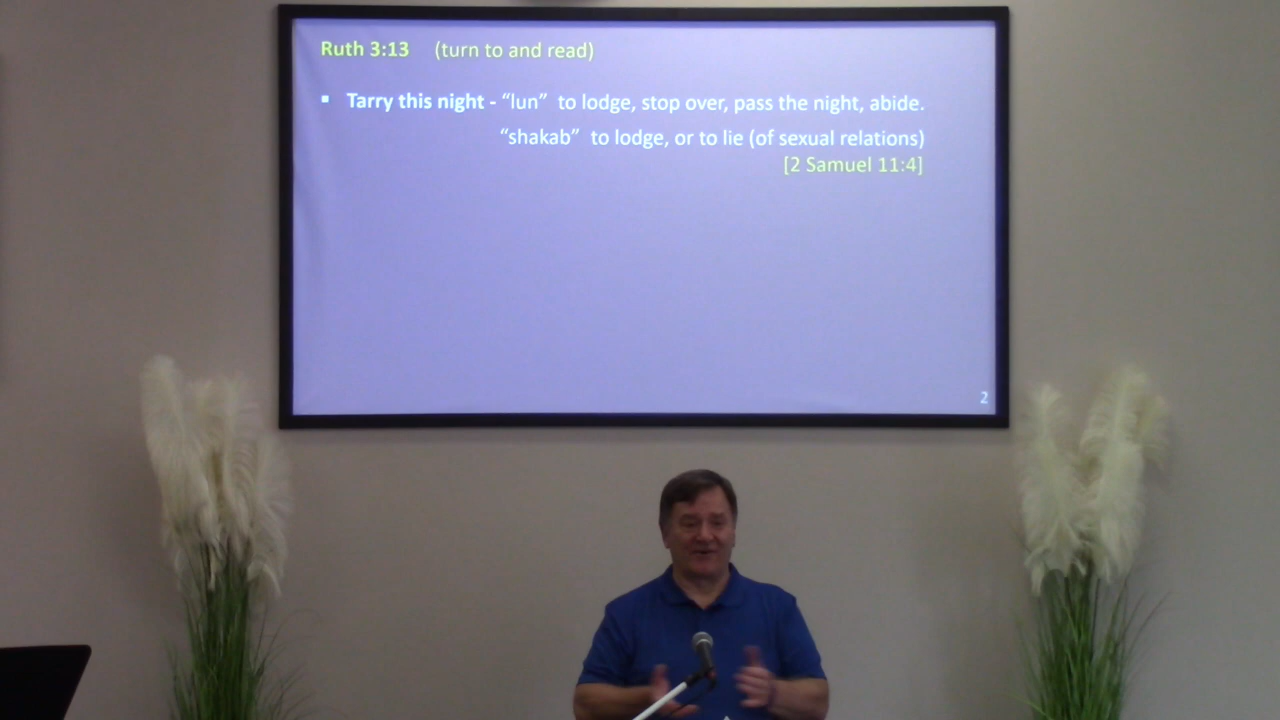 Ruth 3:13 (turn to and read)
▪ Tarry this night - “lun” to lodge, stop over, pass the night, abide.
“shakab” to lodge, or to lie (of sexual relations)
[2 Samuel 11:4]
2